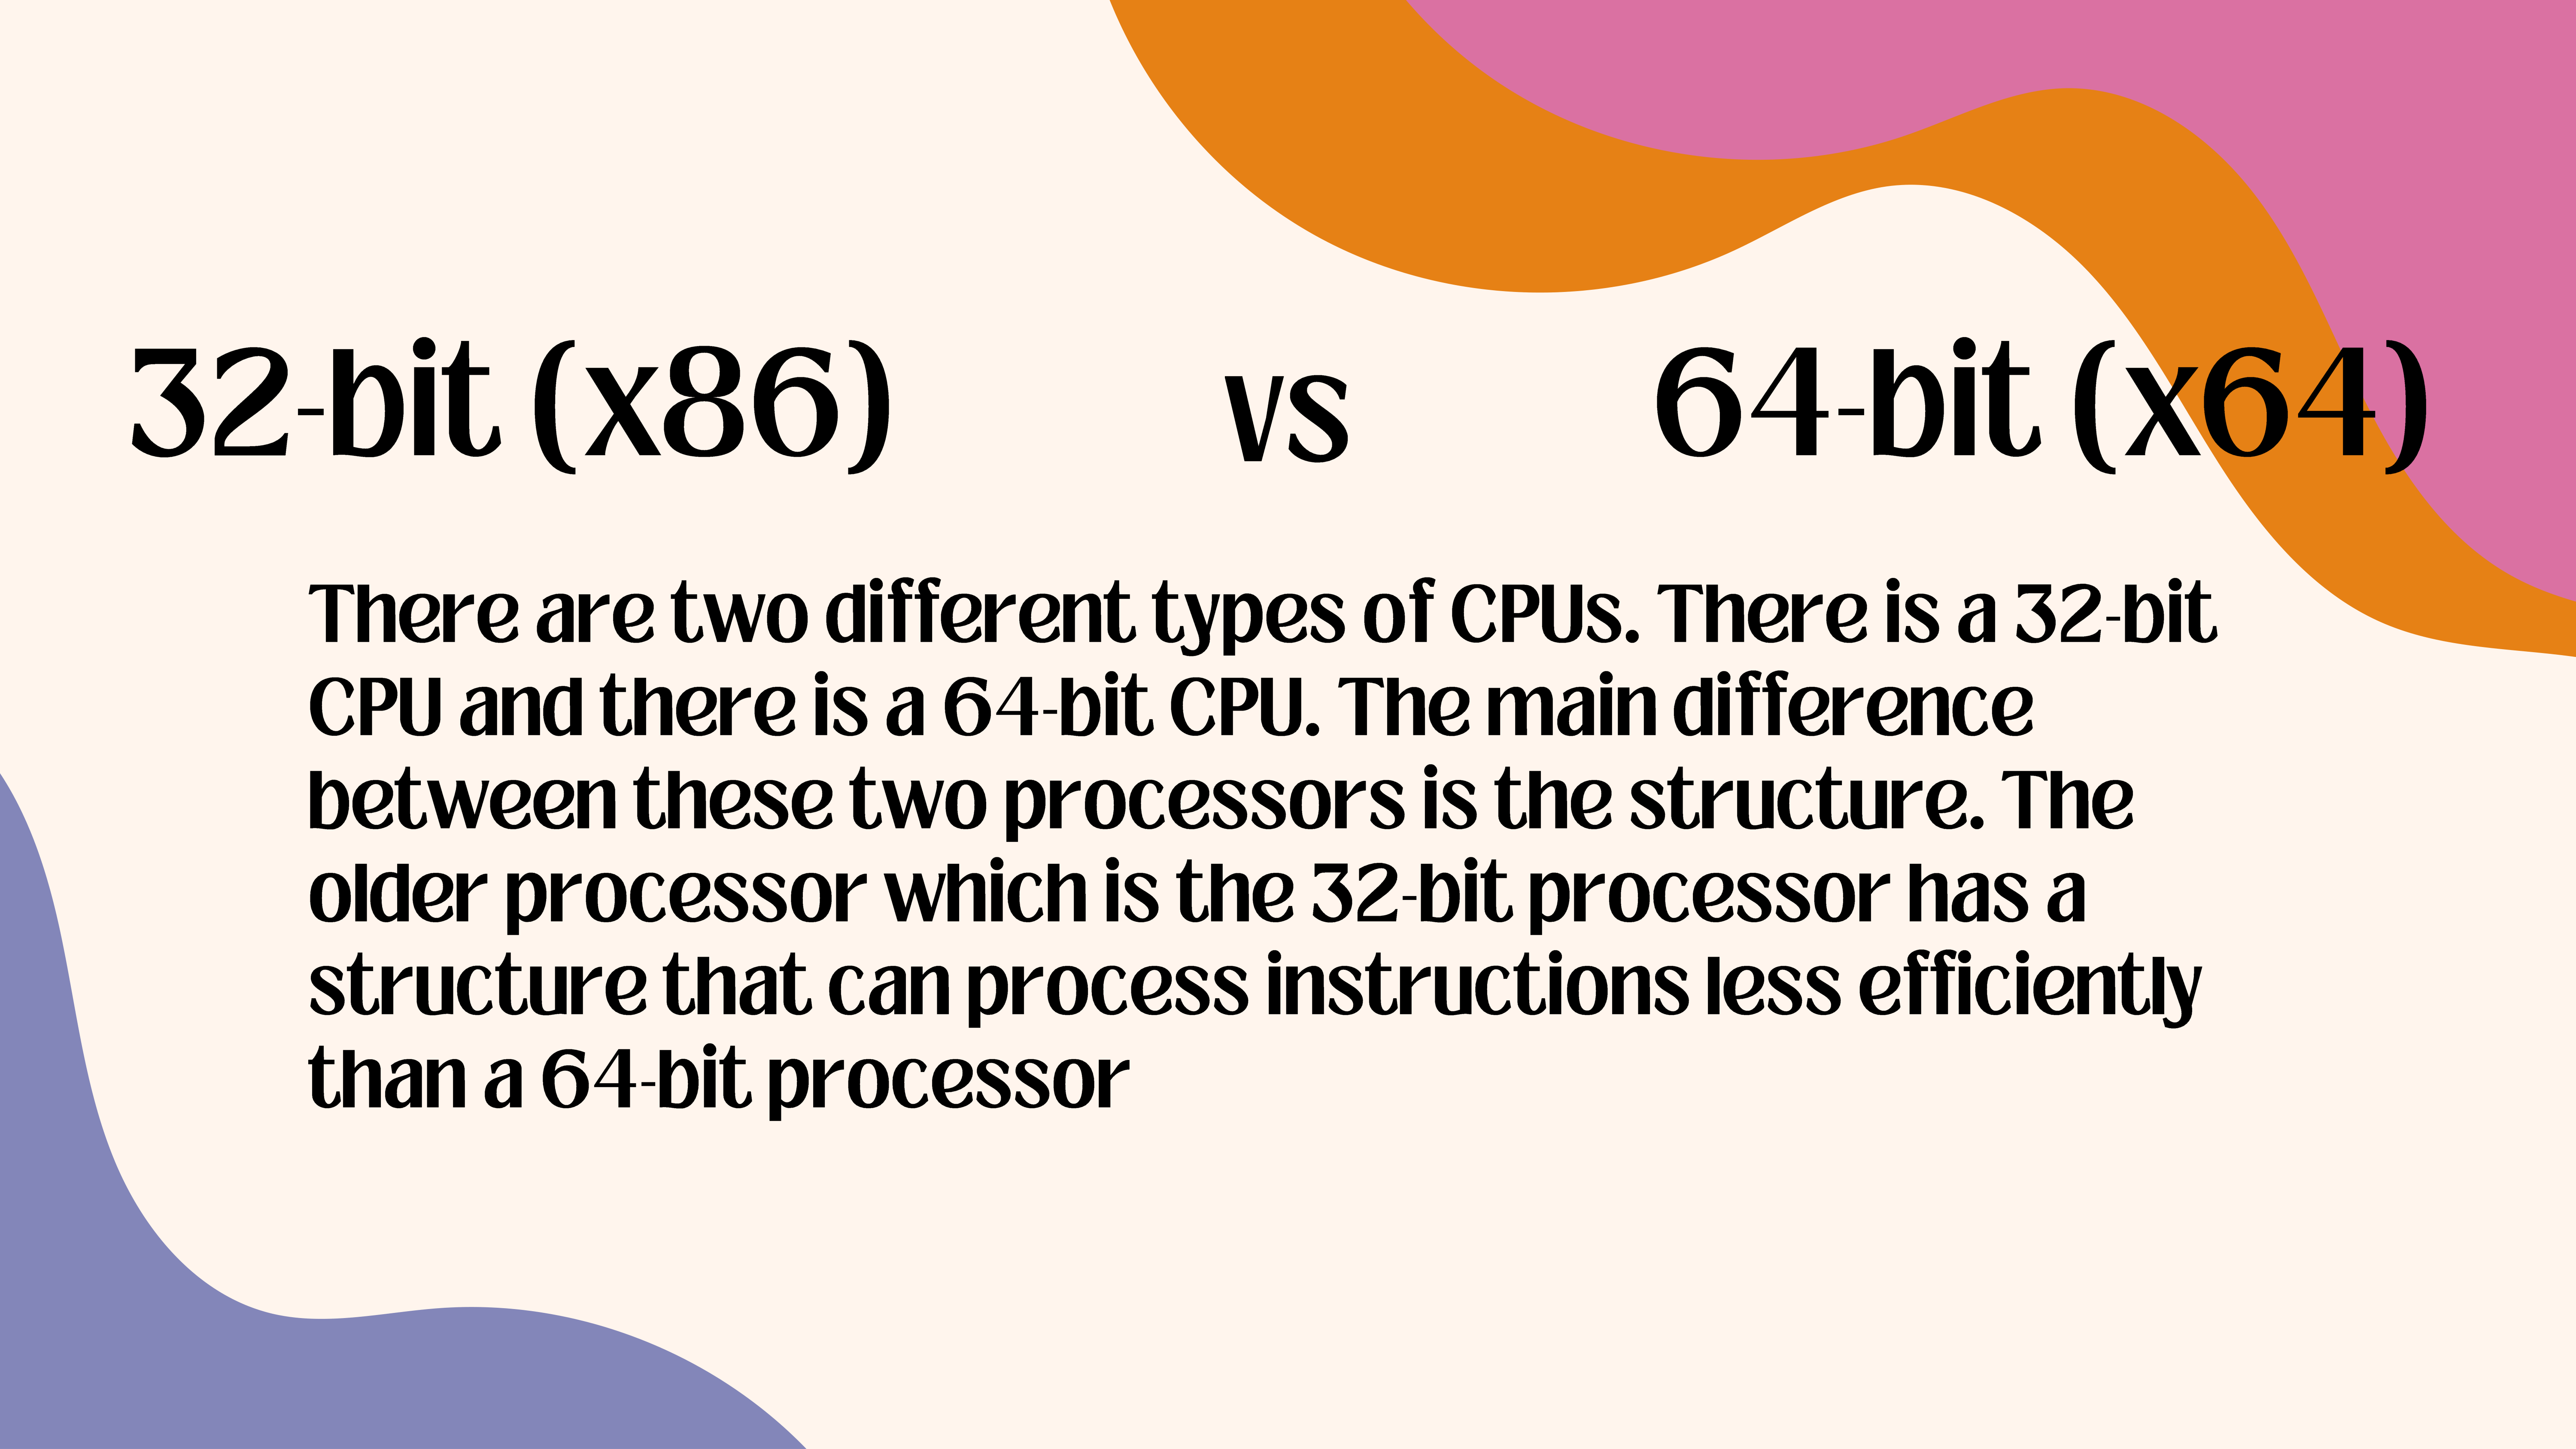 32-bit (x86) vs 64-bit (x64)
There are two different types of CPUs. There is a 32-bit
CPU and there is a 64-bit CPU. The main difference
between these two processors is the structure. The
older processor which is the 32-bit processor has a
structure that can process instructions less efficiently
than a 64-bit processor